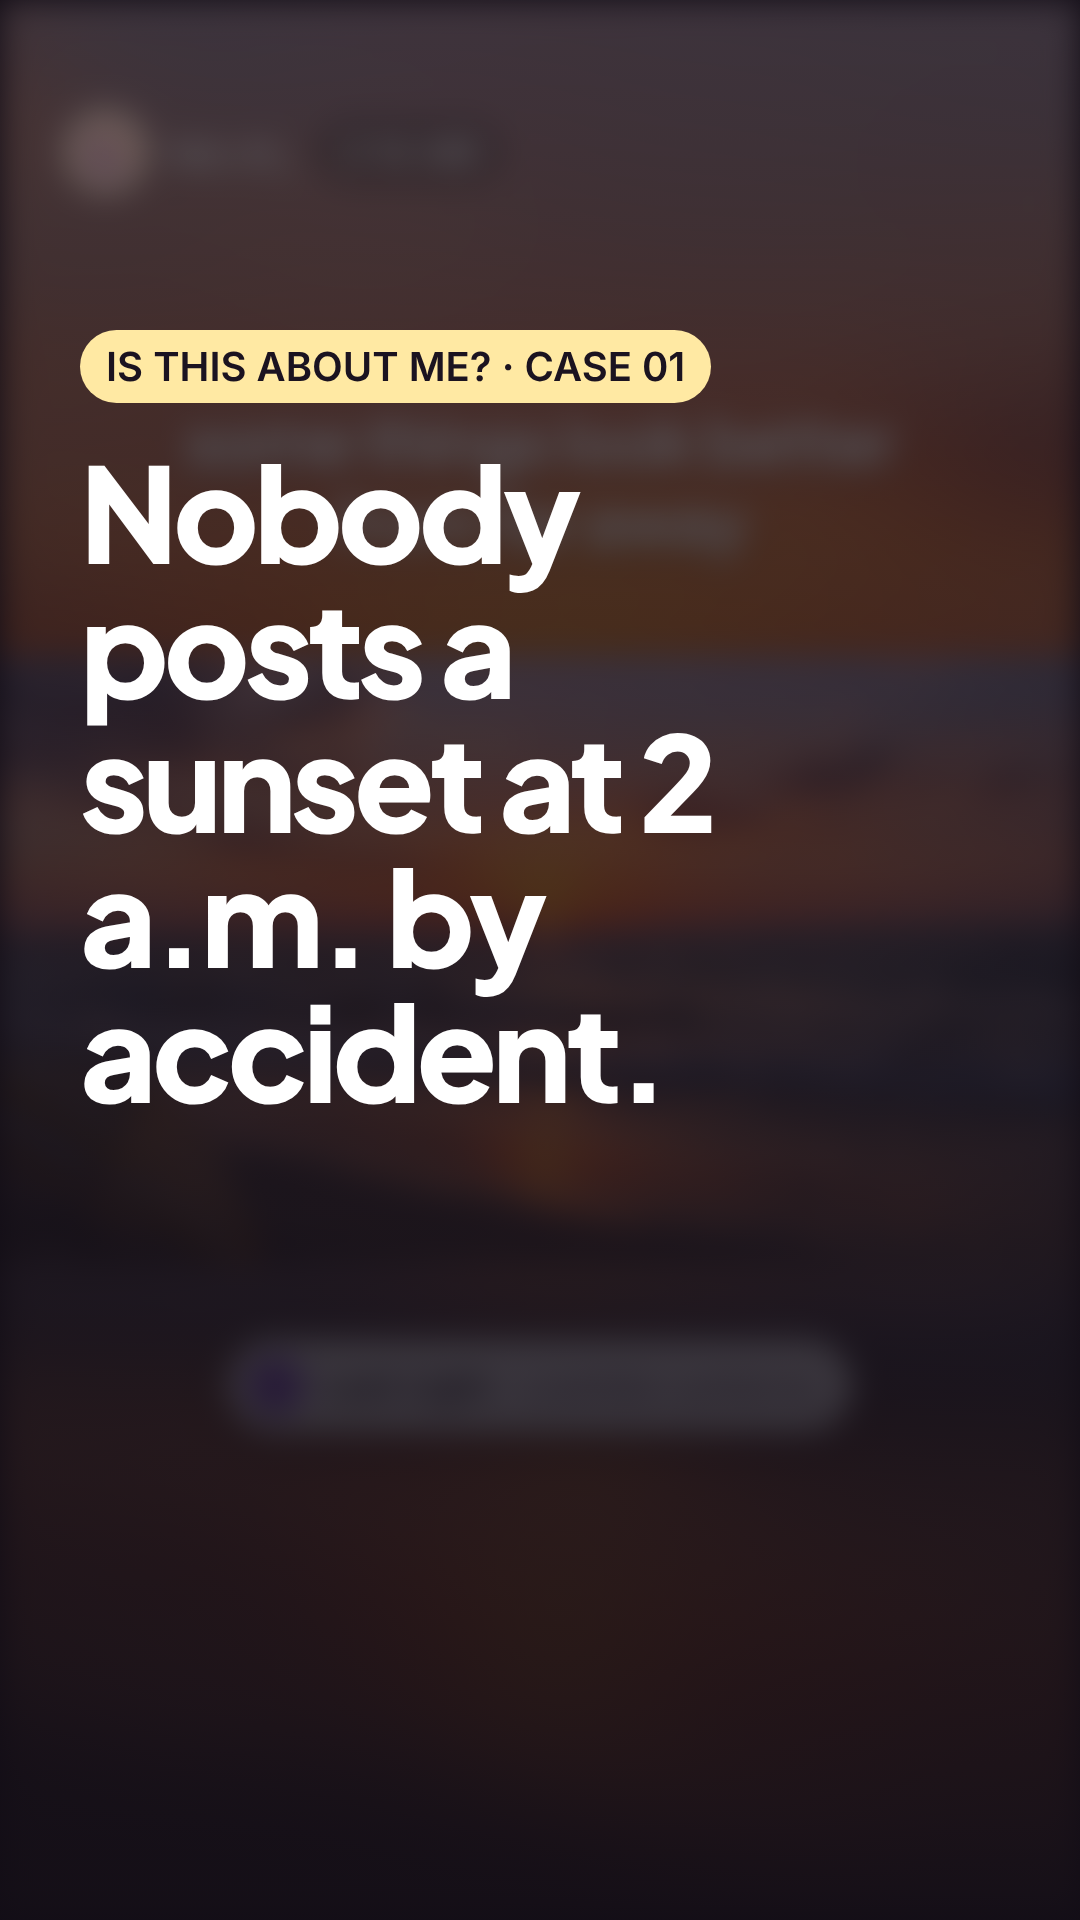 IS THIS ABOUT ME? · CASE 01
Nobody
posts a
sunset at 2
a.m. by
accident.